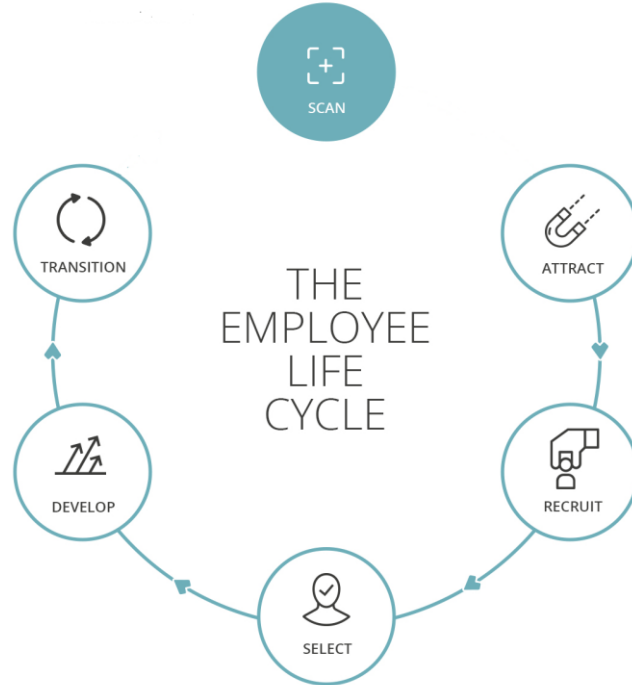 SCAN
TRANSITION
ATTRACT
THE
EMPLOYEE
LIFE
CYCLE
DEVELOP
RECRUIT
SELECT